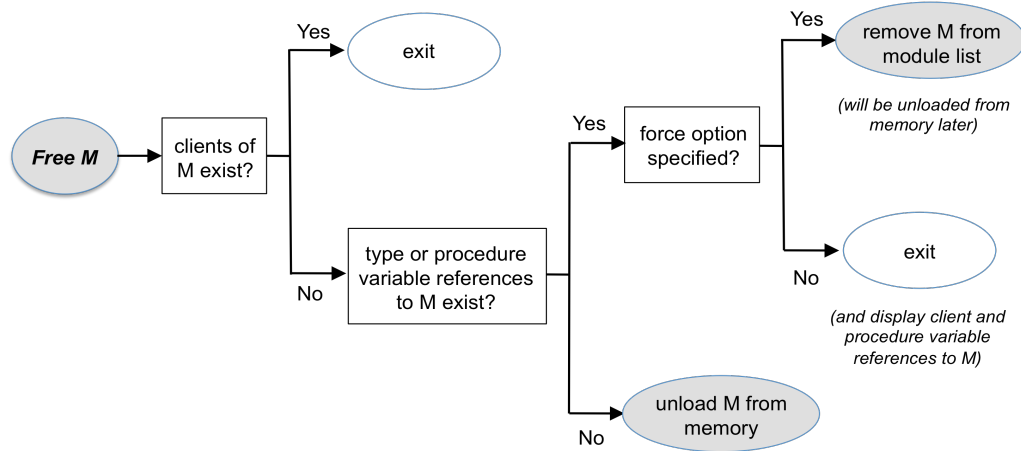 Free M
clients of
M exist?
Yes
exit
No
type or procedure
variable references
to M exist?
Yes
force option
specified?
Yes
remove M from
module list
(will be unloaded from
memory later)
No
exit
(and display client and
procedure variable
references to M)
No
unload M from
memory